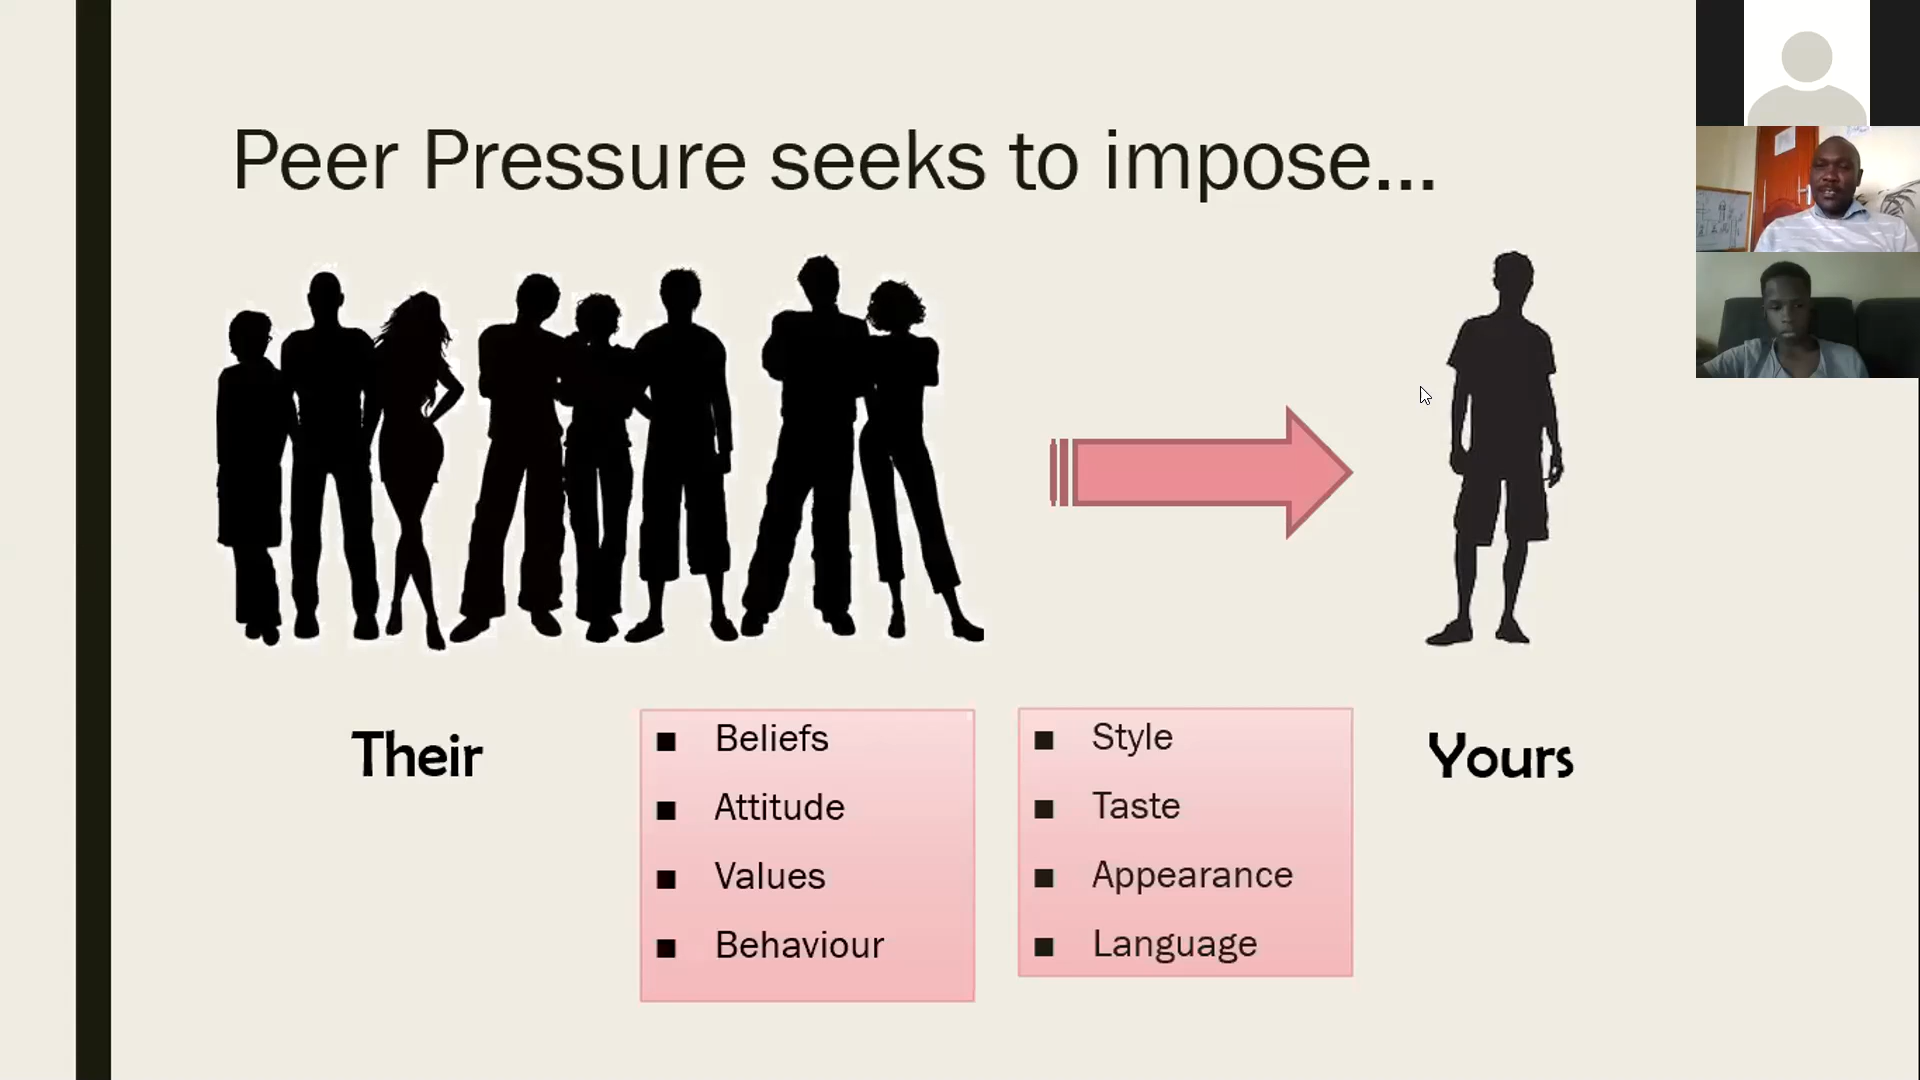 Peer Pressure seeks to impose...
Their
Beliefs
Attitude
Values
Behaviour
Style
Taste
Appearance
Language
Yours